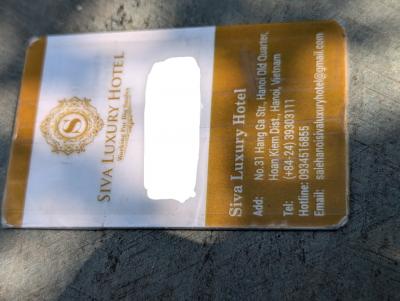 S
SIVA LUXURY HOTEL
Siva Luxury Hotel
Add: No.31 Hang Ga Str., Hanoi Old Quarter,
Hoan Kiem Dist., Hanoi, Vietnam
Tel: (+84-24) 39303111
Hotline: 0934516855
Email: salehanoisivaluxuryhotel@gmail.com